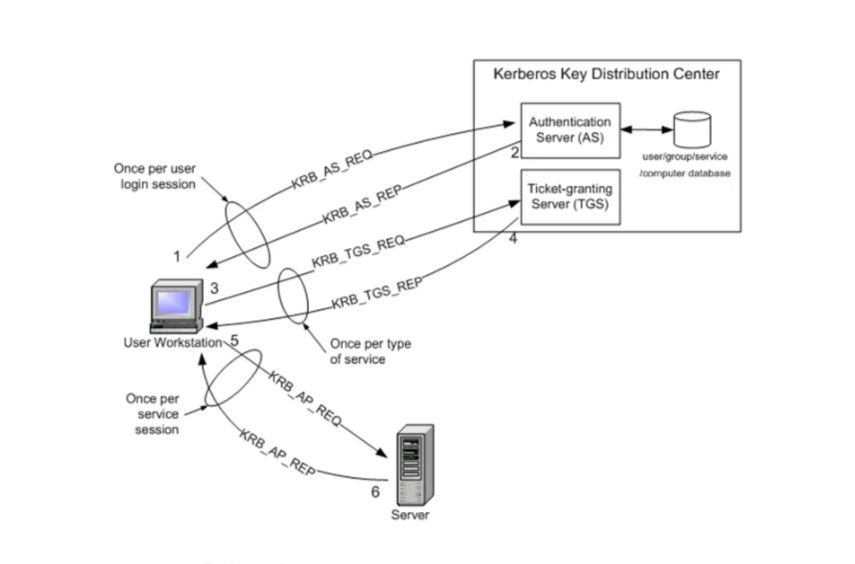 Kerberos Key Distribution Center
Authentication
Server (AS)
2
user/group/service
/computer database
Once per user
login session
KRB_AS_REQ
KRB_AS_REP
Ticket-granting
Server (TGS)
4
1
KRB_TGS_REQ
3
KRB_TGS_REP
User Workstation
5
Once per type
of service
Once per
service
session
KRB_AP_REQ
KRB_AP_REP
6
Server